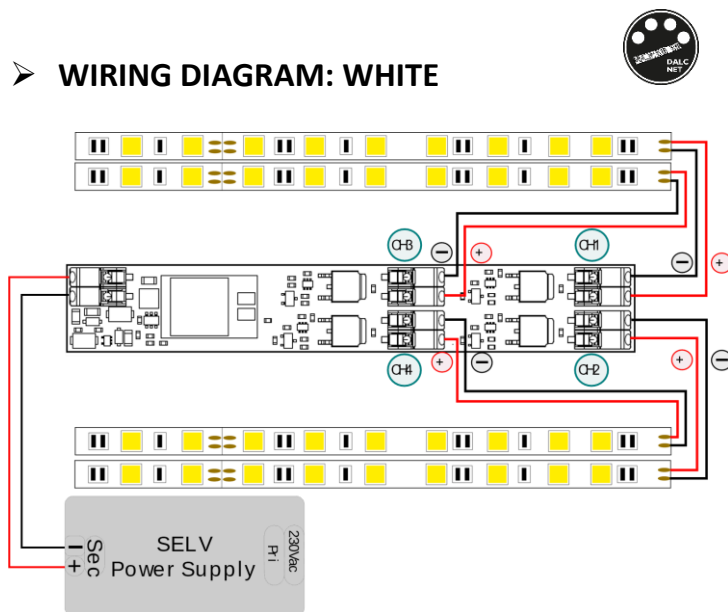 DALC
NET
➢ WIRING DIAGRAM: WHITE
CH3
CH1
CH4
CH2
SELV
Power Supply
Sec
Pri
230Vac